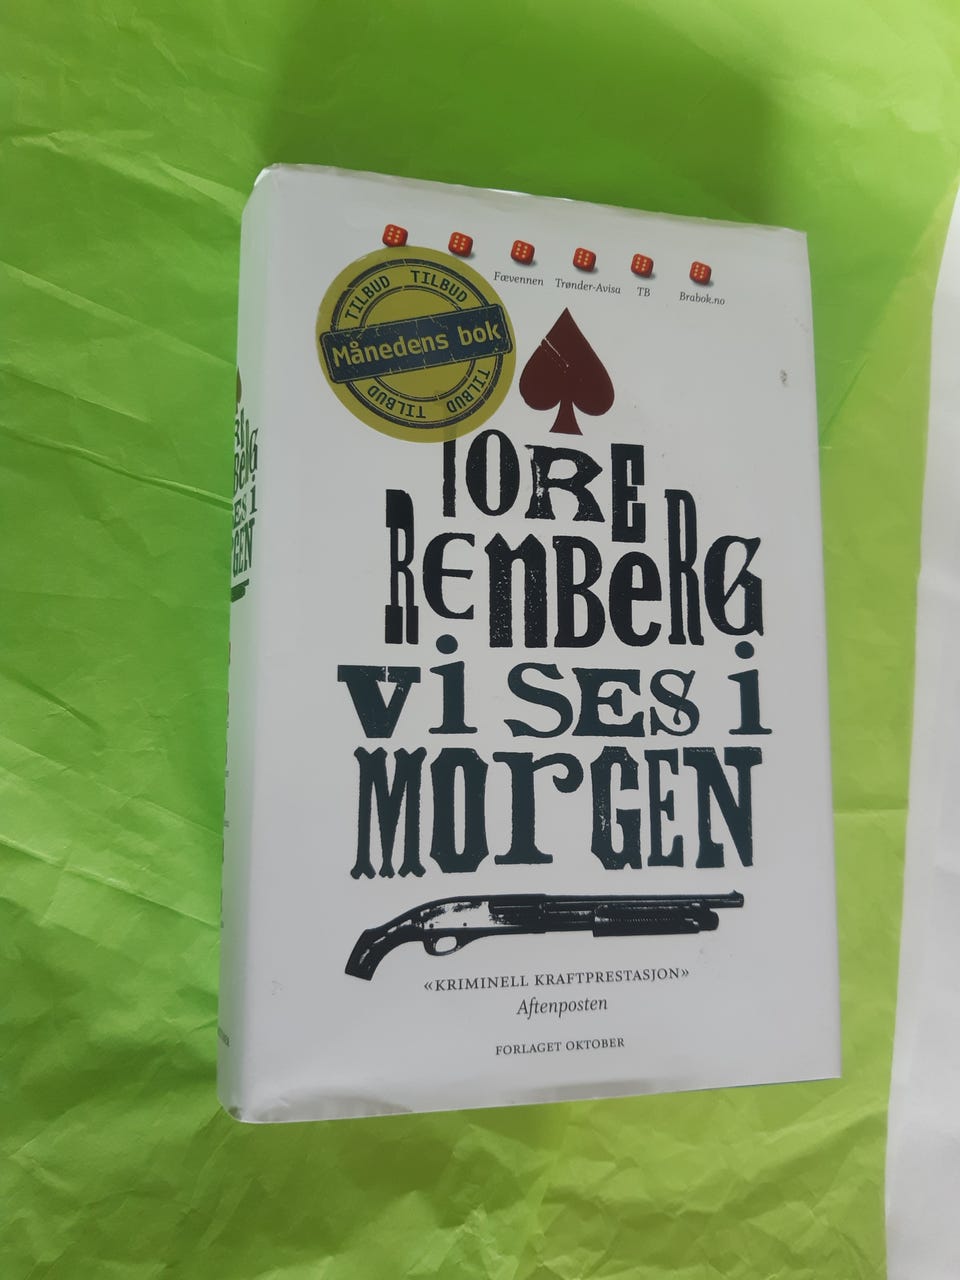 Fævennen Trønder-Avisa TB Brabok.no
TILBUD TILBUD
Månedens bok
TILBUD TILBUD TILBUD
TORE
RENBERG
Vi SES i
MORGEN
«KRIMINELL KRAFTPRESTASJON»
Aftenposten
FORLAGET OKTOBER